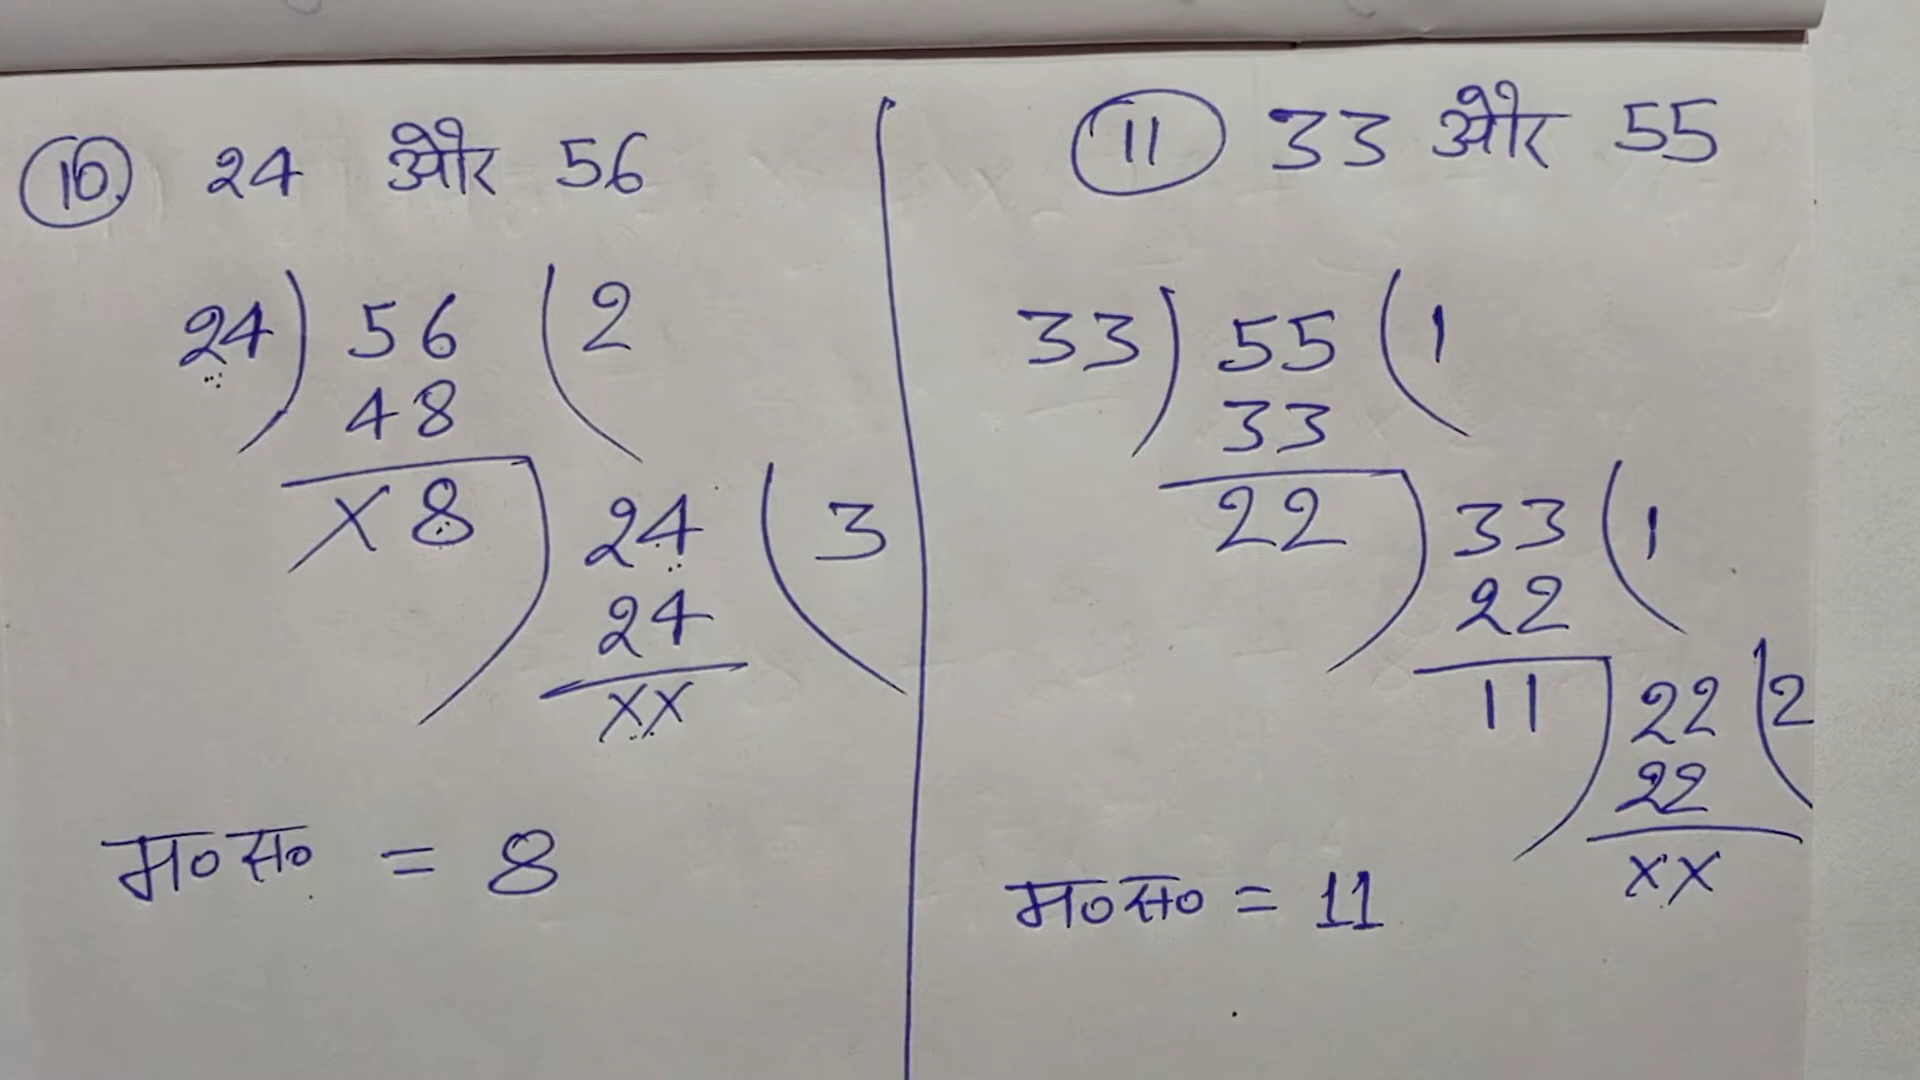 10 24 और 56
24 ) 56 ( 2
48
x 8 ) 24 ( 3
24
xx
म०स० = 8
11 33 और 55
33 ) 55 ( 1
33
22 ) 33 ( 1
22
11 ) 22 ( 2
22
xx
म०स० = 11